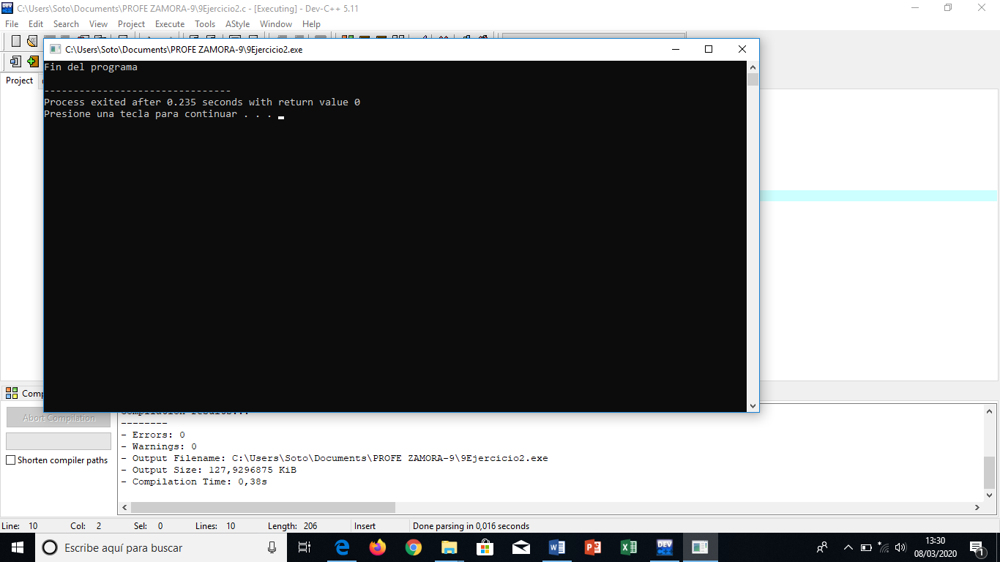 C:\Users\Soto\Documents\PROFE ZAMORA-9\9Ejercicio2.c - [Executing] - Dev-C++ 5.11
File Edit Search View Project Execute Tools AStyle Window Help
C:\Users\Soto\Documents\PROFE ZAMORA-9\9Ejercicio2.exe
Fin del programa
--------------------------------
Process exited after 0.235 seconds with return value 0
Presione una tecla para continuar . . .
Project
Comp
Abort Compilation
Shorten compiler paths
Compilation results...
--------
- Errors: 0
- Warnings: 0
- Output Filename: C:\Users\Soto\Documents\PROFE ZAMORA-9\9Ejercicio2.exe
- Output Size: 127,9296875 KiB
- Compilation Time: 0,38s
Line: 10 Col: 2 Sel: 0 Lines: 10 Length: 206 Insert Done parsing in 0,016 seconds
Escribe aquí para buscar
DEV
13:30
08/03/2020
1